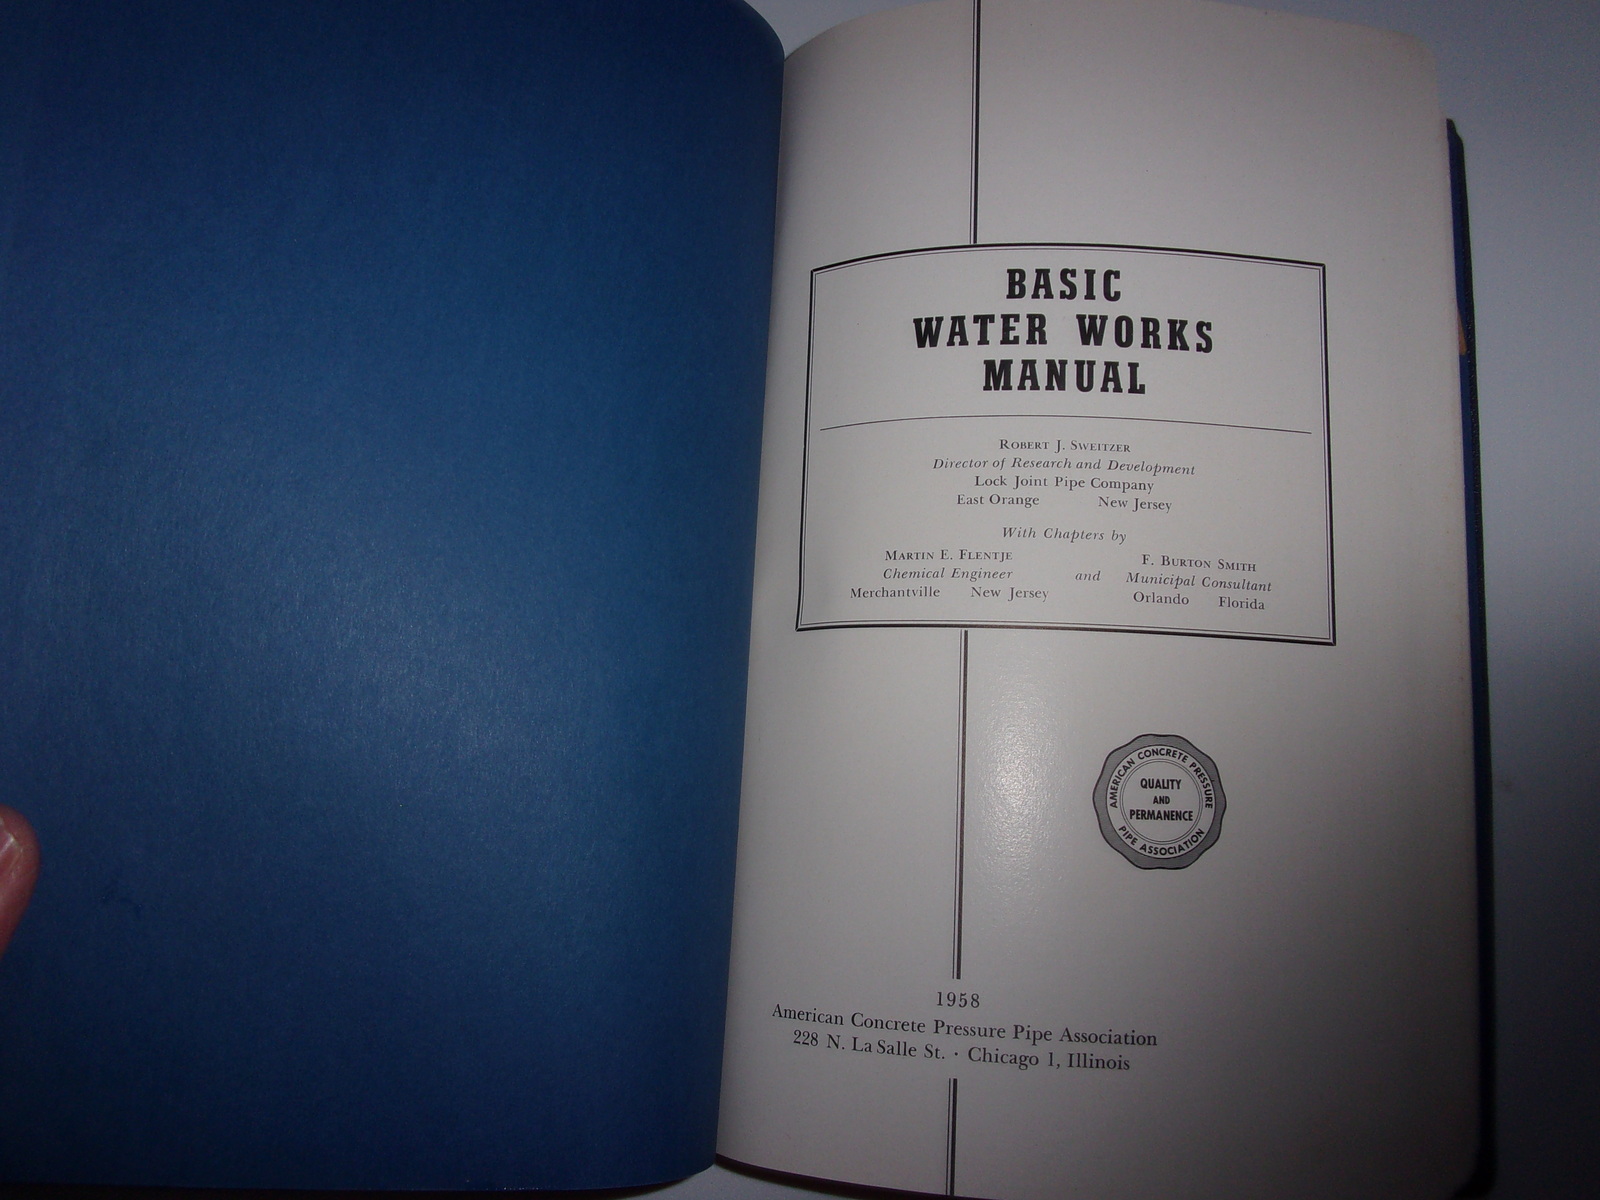 BASIC
WATER WORKS
MANUAL
ROBERT J. SWEITZER
Director of Research and Development
Lock Joint Pipe Company
East Orange New Jersey
With Chapters by
MARTIN E. FLENTJE
Chemical Engineer
Merchantville New Jersey
and
F. BURTON SMITH
Municipal Consultant
Orlando Florida
AMERICAN CONCRETE PRESSURE
PIPE ASSOCIATION
QUALITY
AND
PERMANENCE
1958
American Concrete Pressure Pipe Association
228 N. La Salle St. · Chicago 1, Illinois